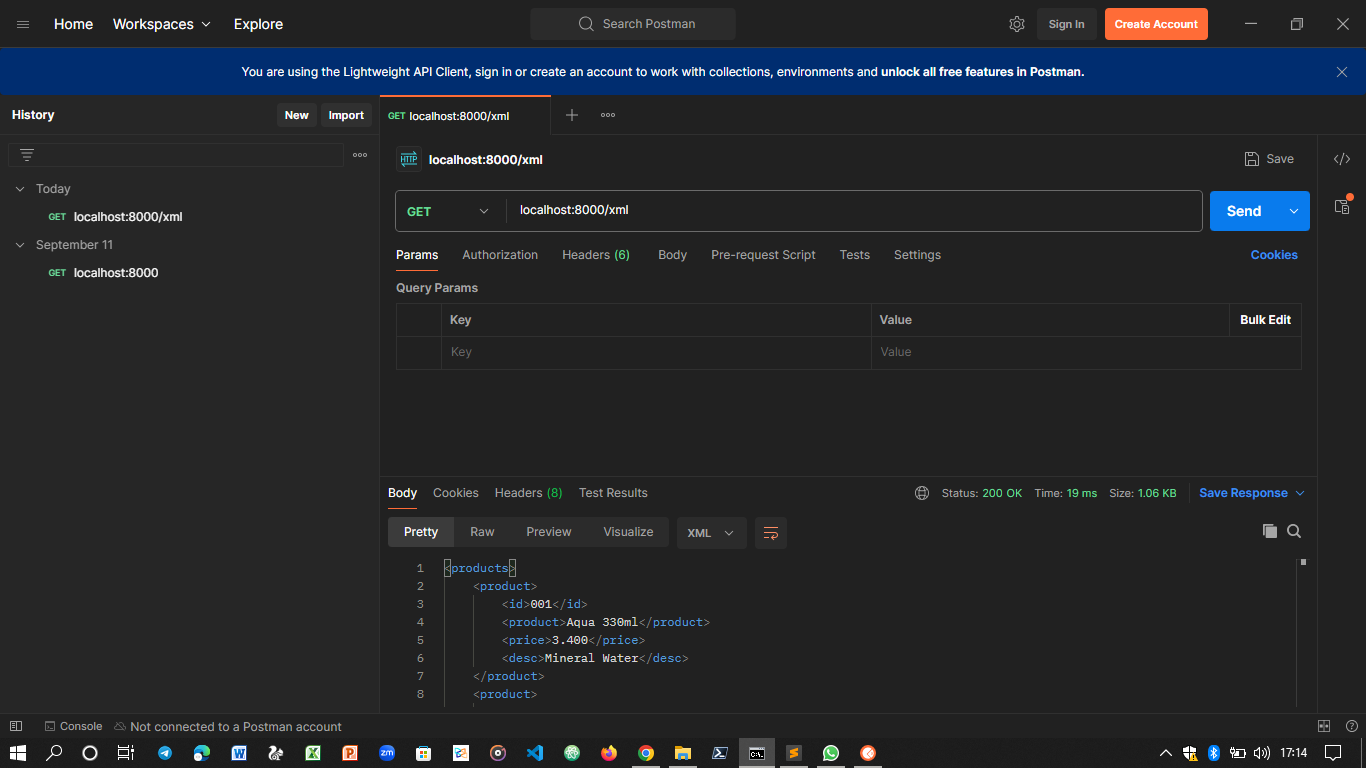 Home Workspaces Explore Search Postman Sign In Create Account
You are using the Lightweight API Client, sign in or create an account to work with collections, environments and unlock all free features in Postman.
History New Import
GET localhost:8000/xml
HTTP localhost:8000/xml Save
Today
GET localhost:8000/xml
September 11
GET localhost:8000
GET localhost:8000/xml Send
Params Authorization Headers (6) Body Pre-request Script Tests Settings Cookies
Query Params
Key Value Bulk Edit
Key Value
Body Cookies Headers (8) Test Results Status: 200 OK Time: 19 ms Size: 1.06 KB Save Response
Pretty Raw Preview Visualize XML
1 <products>
2 <product>
3 <id>001</id>
4 <product>Aqua 330ml</product>
5 <price>3.400</price>
6 <desc>Mineral Water</desc>
7 </product>
8 <product>
Console Not connected to a Postman account
zm 17:14